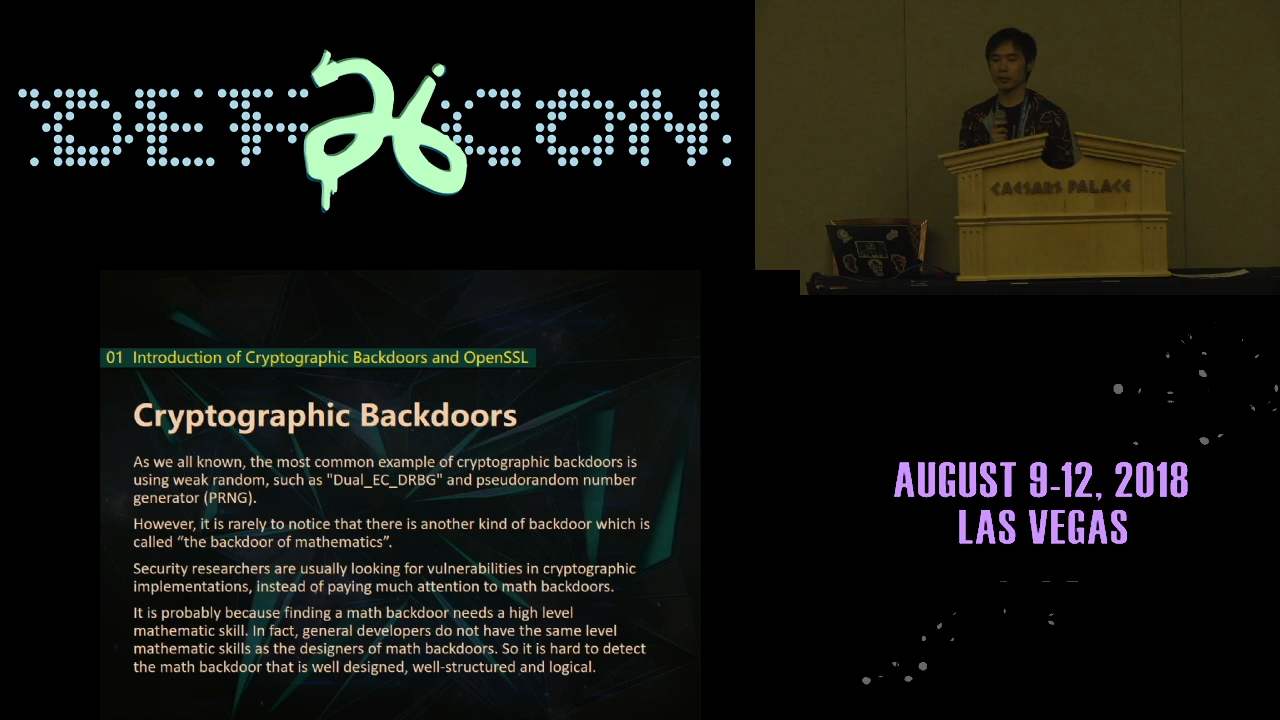 DEF CON
26
CAESARS PALACE
01 Introduction of Cryptographic Backdoors and OpenSSL
Cryptographic Backdoors
As we all known, the most common example of cryptographic backdoors is
using weak random, such as "Dual_EC_DRBG" and pseudorandom number
generator (PRNG).
However, it is rarely to notice that there is another kind of backdoor which is
called “the backdoor of mathematics”.
Security researchers are usually looking for vulnerabilities in cryptographic
implementations, instead of paying much attention to math backdoors.
It is probably because finding a math backdoor needs a high level
mathematic skill. In fact, general developers do not have the same level
mathematic skills as the designers of math backdoors. So it is hard to detect
the math backdoor that is well designed, well-structured and logical.
AUGUST 9-12, 2018
LAS VEGAS